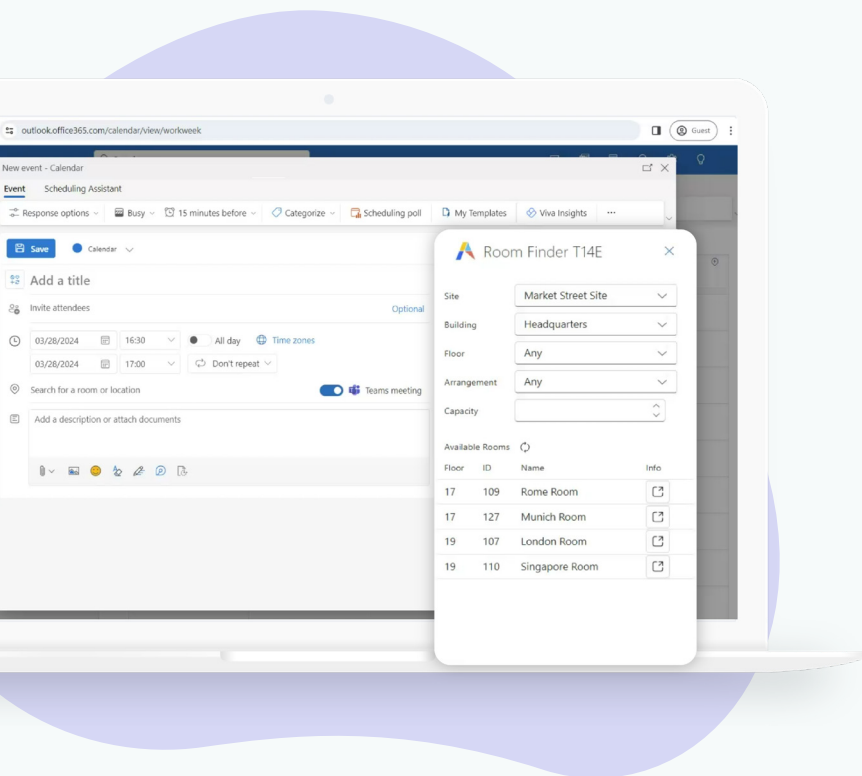 outlook.office365.com/calendar/view/workweek
Guest
New event - Calendar
Event Scheduling Assistant
Response options Busy 15 minutes before Categorize Scheduling poll My Templates Viva Insights ...
Save Calendar
Add a title
Invite attendees Optional
03/28/2024 16:30 All day Time zones
03/28/2024 17:00 Don't repeat
Search for a room or location Teams meeting
Add a description or attach documents
Room Finder T14E
Site Market Street Site
Building Headquarters
Floor Any
Arrangement Any
Capacity
Available Rooms
Floor ID Name Info
17 109 Rome Room
17 127 Munich Room
19 107 London Room
19 110 Singapore Room